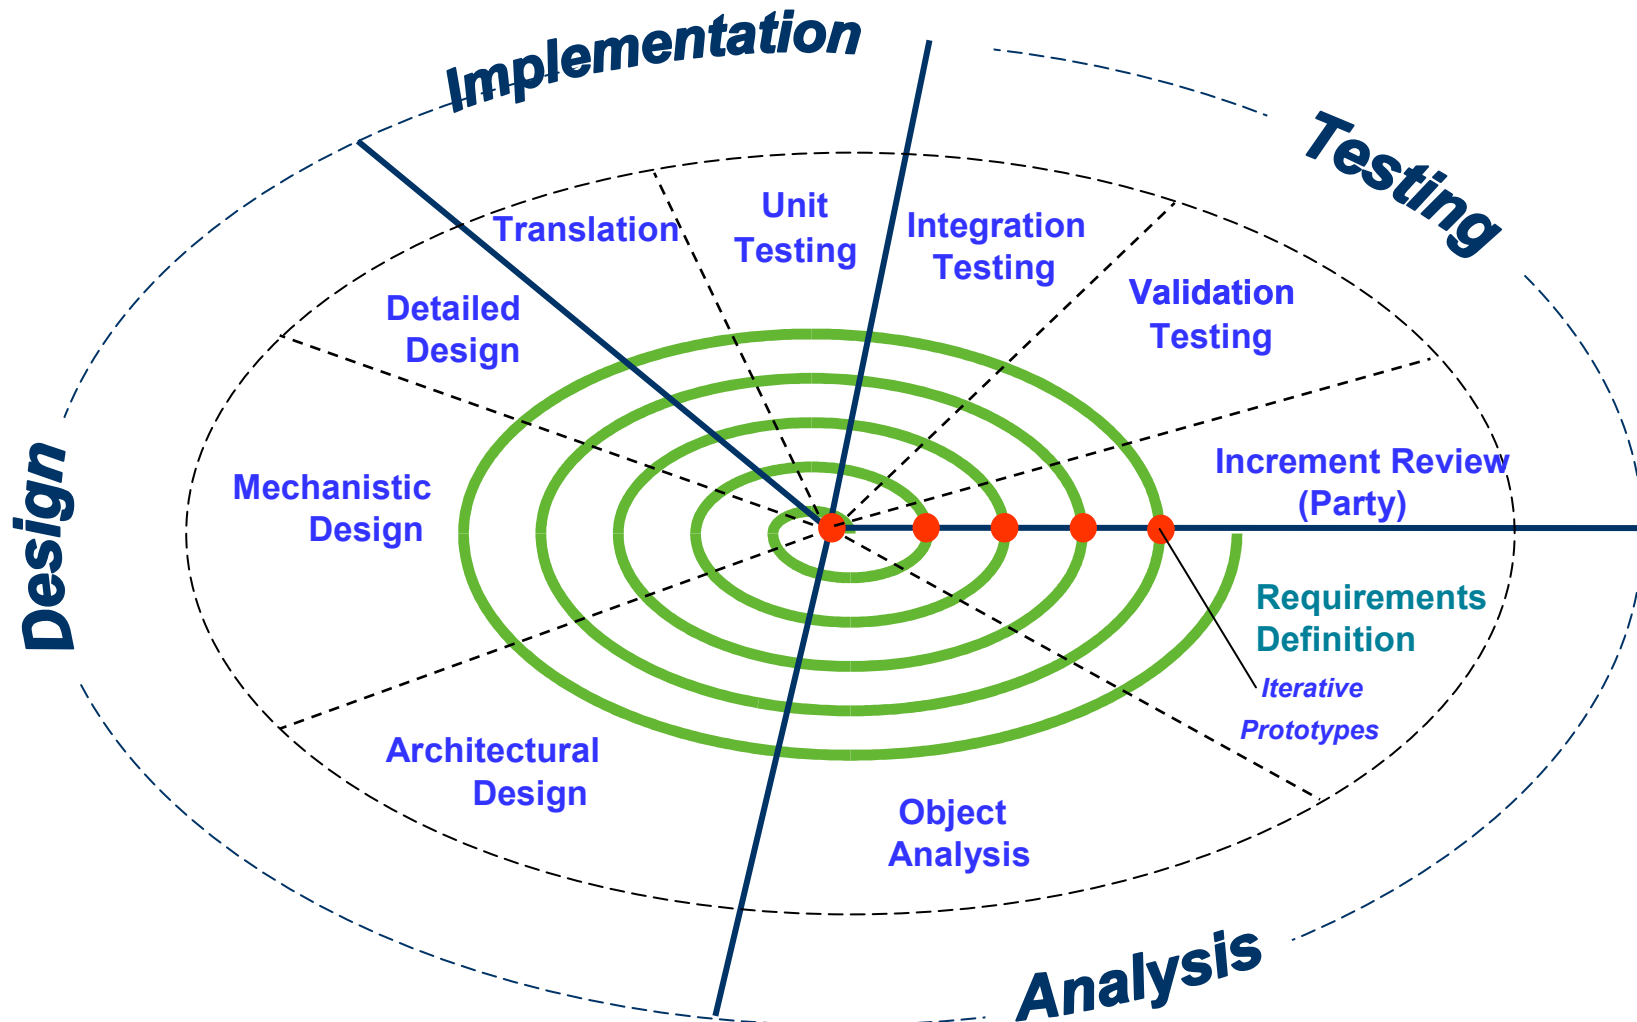 Implementation
Testing
Design
Analysis
Translation
Unit
Testing
Integration
Testing
Validation
Testing
Detailed
Design
Mechanistic
Design
Increment Review
(Party)
Requirements
Definition
Iterative
Prototypes
Architectural
Design
Object
Analysis